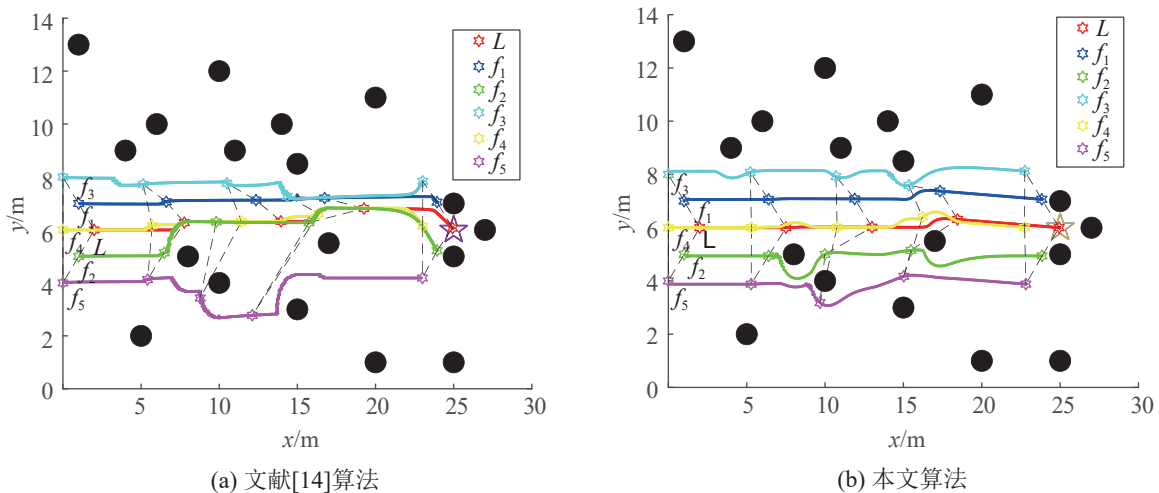 14
12
10
8
6
4
2
0
y/m
5
10
15
20
25
30
x/m
L
f₁
f₂
f₃
f₄
f₅
f₃
f₁
f₄
L
f₂
f₅
(a) 文献[14]算法
14
12
10
8
6
4
2
0
y/m
5
10
15
20
25
30
x/m
L
f₁
f₂
f₃
f₄
f₅
f₃
f₁
f₄
L
f₂
f₅
(b) 本文算法